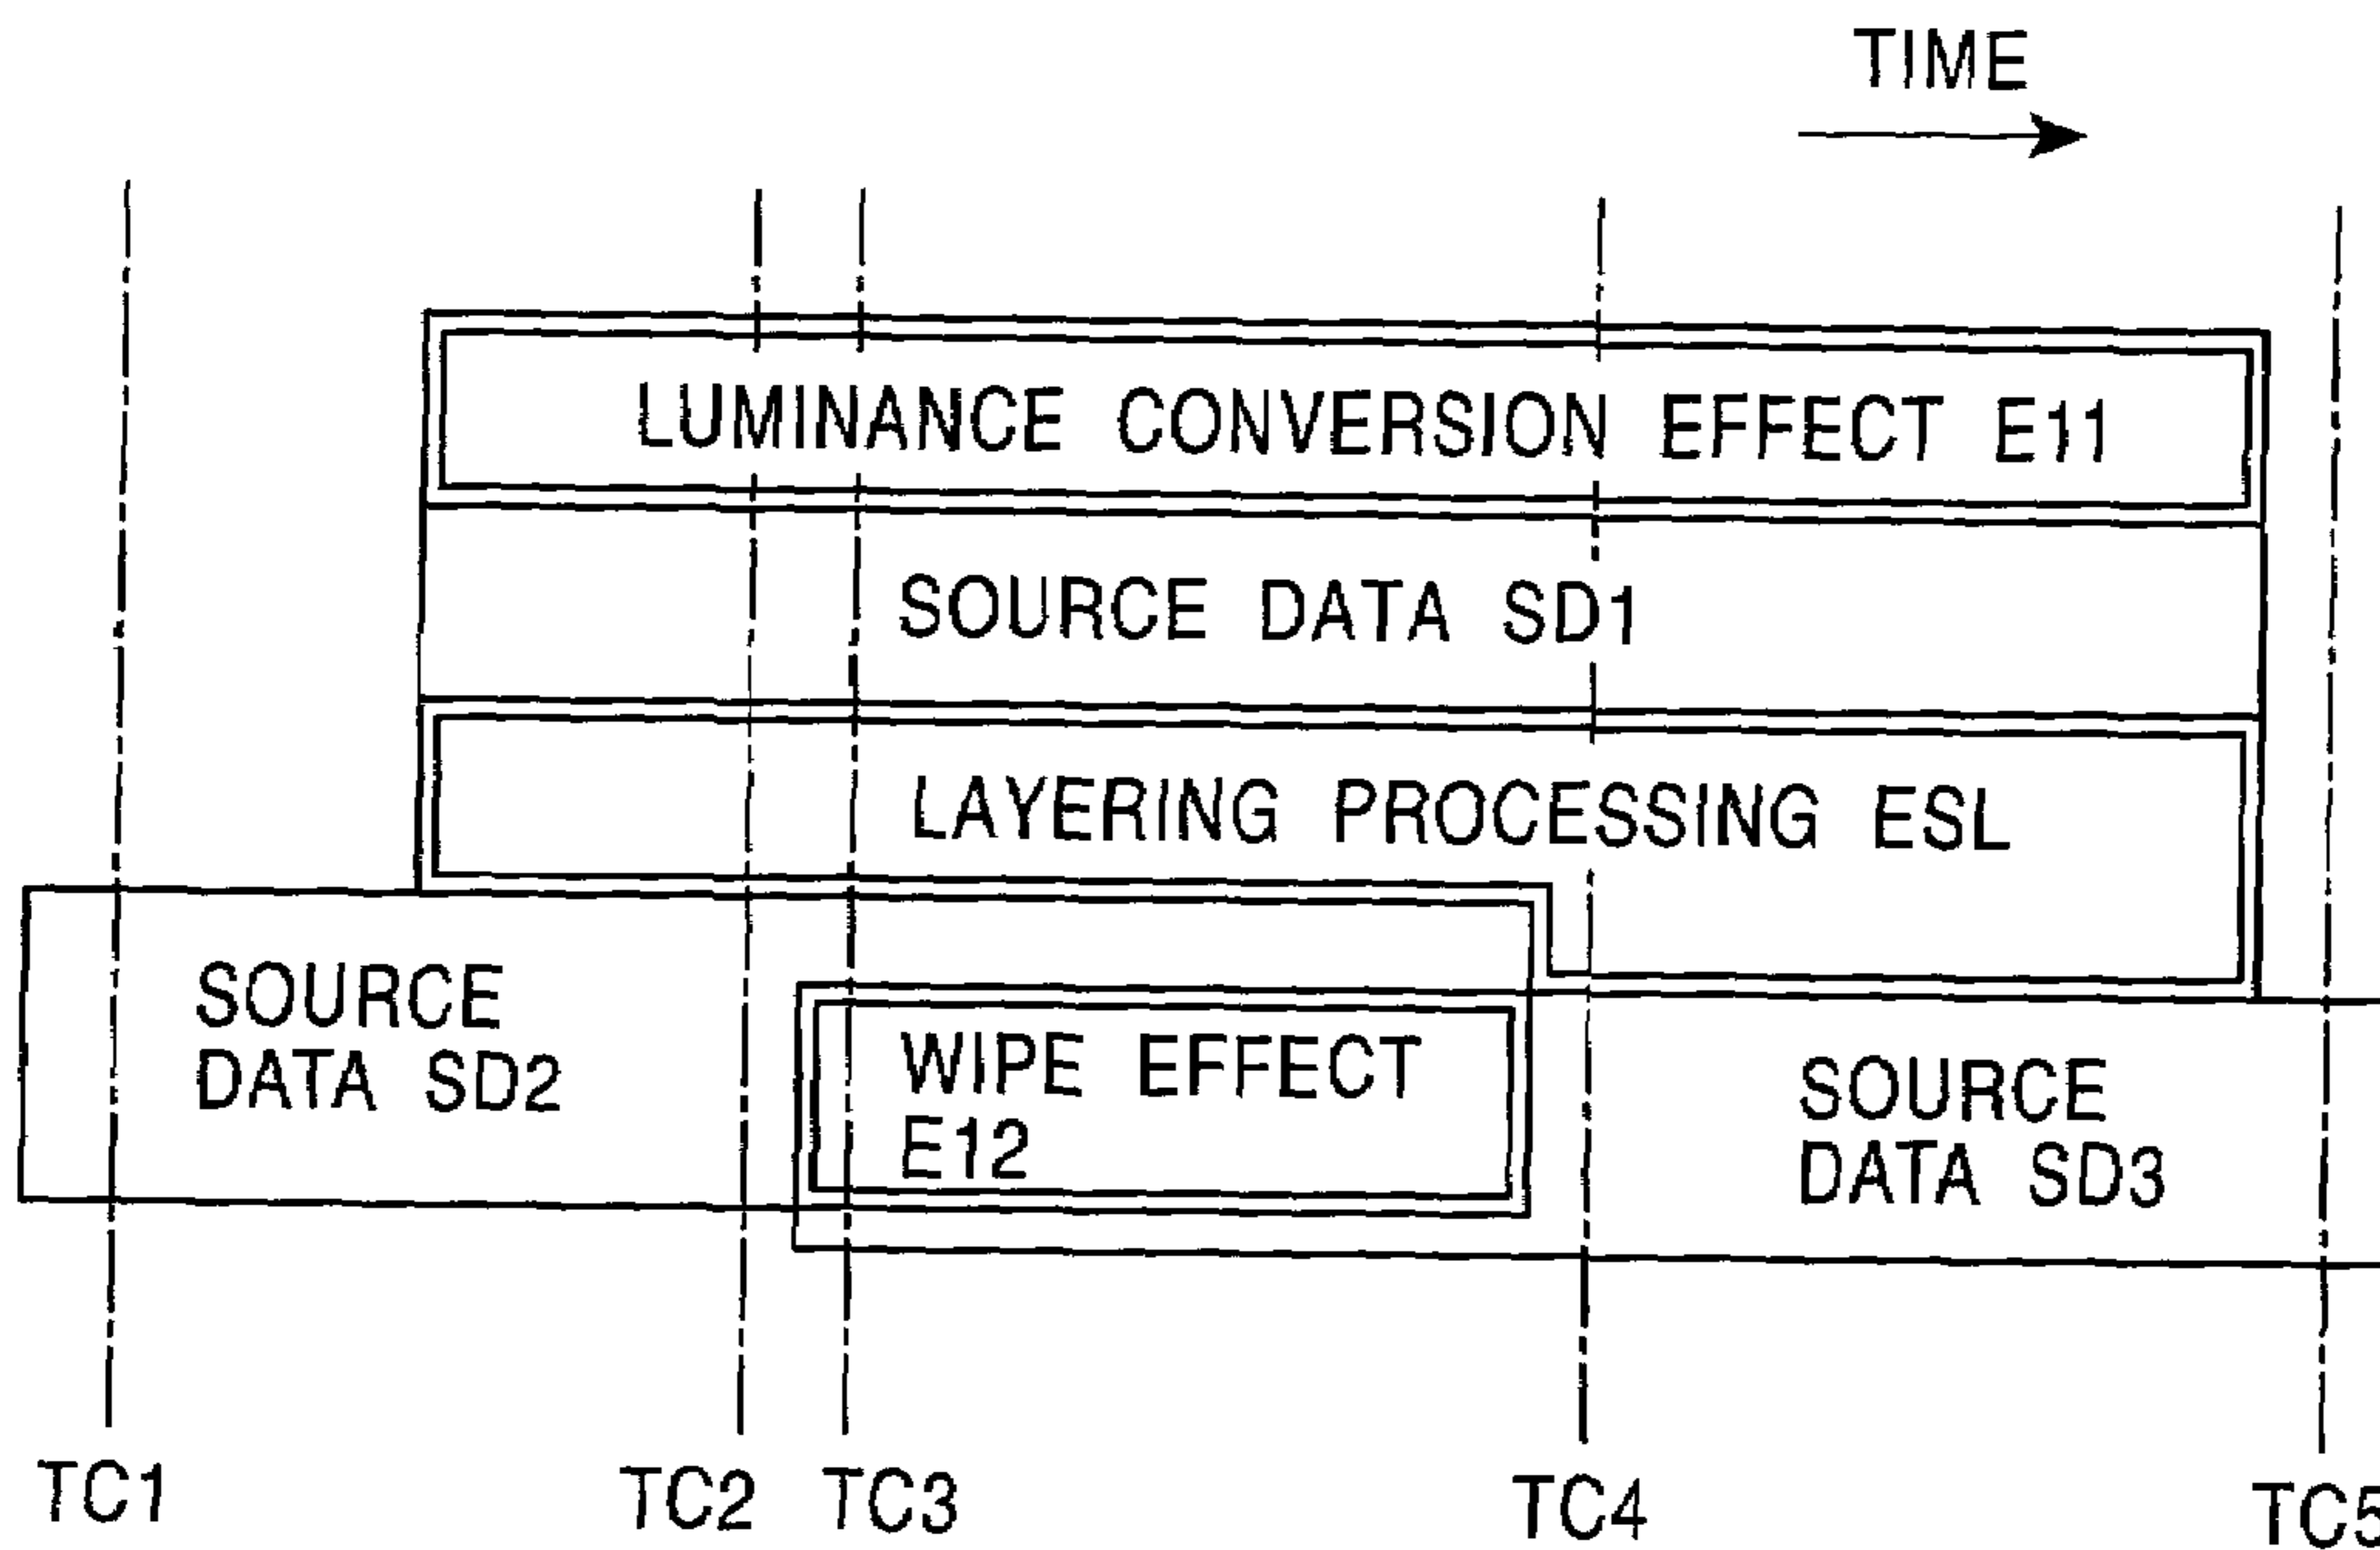 TIME
LUMINANCE CONVERSION EFFECT E11
SOURCE DATA SD1
LAYERING PROCESSING ESL
SOURCE
DATA SD2
WIPE EFFECT
E12
SOURCE
DATA SD3
TC1
TC2
TC3
TC4
TC5